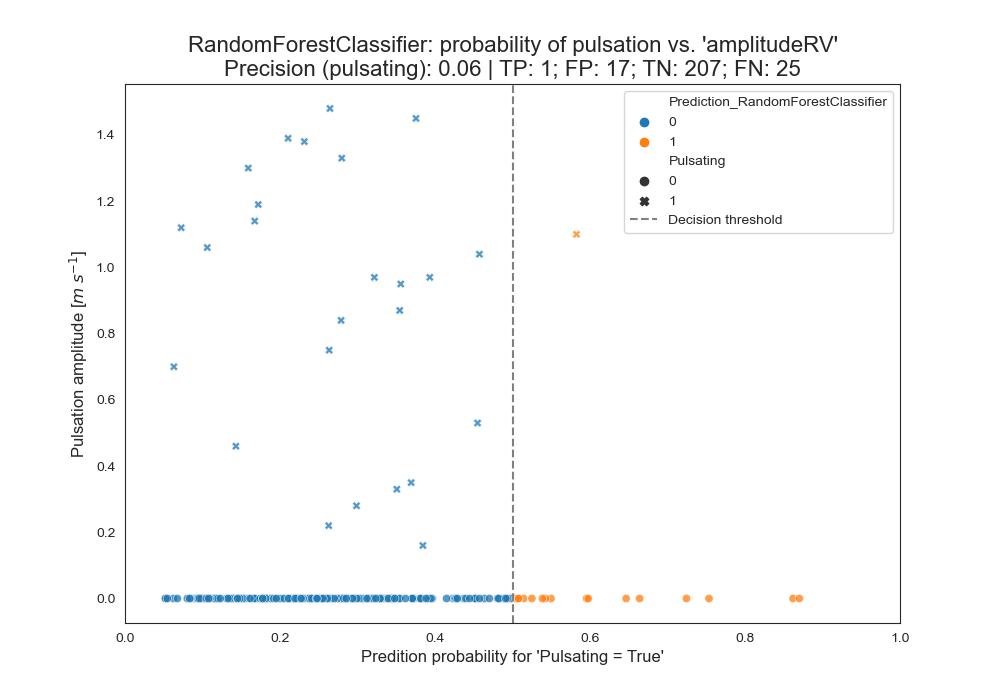 RandomForestClassifier: probability of pulsation vs. 'amplitudeRV'
Precision (pulsating): 0.06 | TP: 1; FP: 17; TN: 207; FN: 25
Prediction_RandomForestClassifier
0
1
Pulsating
0
1
Decision threshold
Pulsation amplitude [m s⁻¹]
1.4
1.2
1.0
0.8
0.6
0.4
0.2
0.0
0.0 0.2 0.4 0.6 0.8 1.0
Predition probability for 'Pulsating = True'